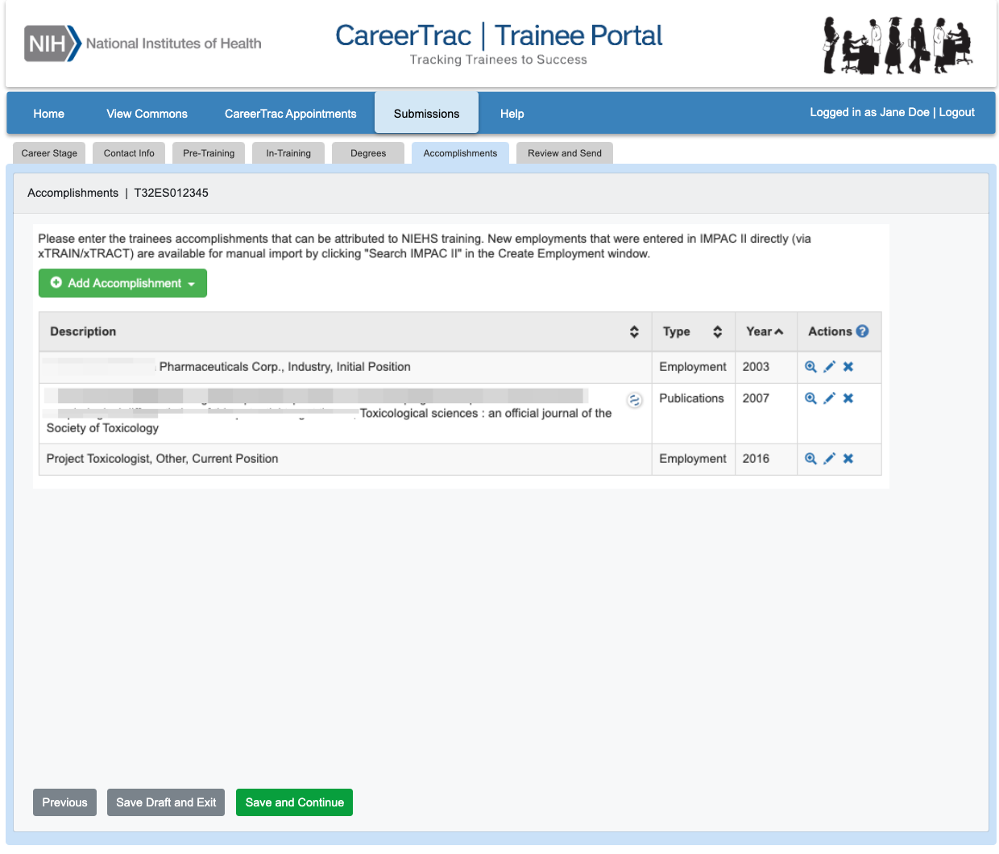 NIH National Institutes of Health
CareerTrac | Trainee Portal
Tracking Trainees to Success
Home View Commons CareerTrac Appointments Submissions Help Logged in as Jane Doe | Logout
Career Stage Contact Info Pre-Training In-Training Degrees Accomplishments Review and Send
Accomplishments | T32ES012345
Please enter the trainees accomplishments that can be attributed to NIEHS training. New employments that were entered in IMPAC II directly (via
xTRAIN/xTRACT) are available for manual import by clicking "Search IMPAC II" in the Create Employment window.
Add Accomplishment
Description Type Year Actions
Pharmaceuticals Corp., Industry, Initial Position Employment 2003
Publications 2007
Toxicological sciences : an official journal of the
Society of Toxicology
Project Toxicologist, Other, Current Position Employment 2016
Previous Save Draft and Exit Save and Continue